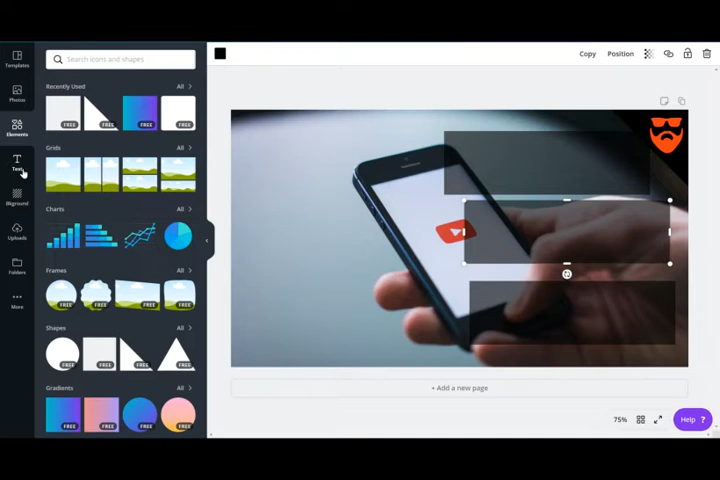 Copy
Position
Templates
Search icons and shapes
Recently Used
All
Photos
FREE
FREE
FREE
FREE
Elements
Grids
All
Text
Bkground
Charts
All
Uploads
Frames
All
Folders
FREE
FREE
FREE
FREE
More
Shapes
All
FREE
FREE
FREE
FREE
Gradients
All
+ Add a new page
FREE
FREE
FREE
FREE
75%
Help ?